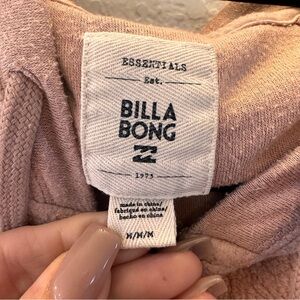 ESSENTIALS
Est.
BILLA
BONG
1973
made in china/
fabriqué en chine/
hecho en china
M/M/M